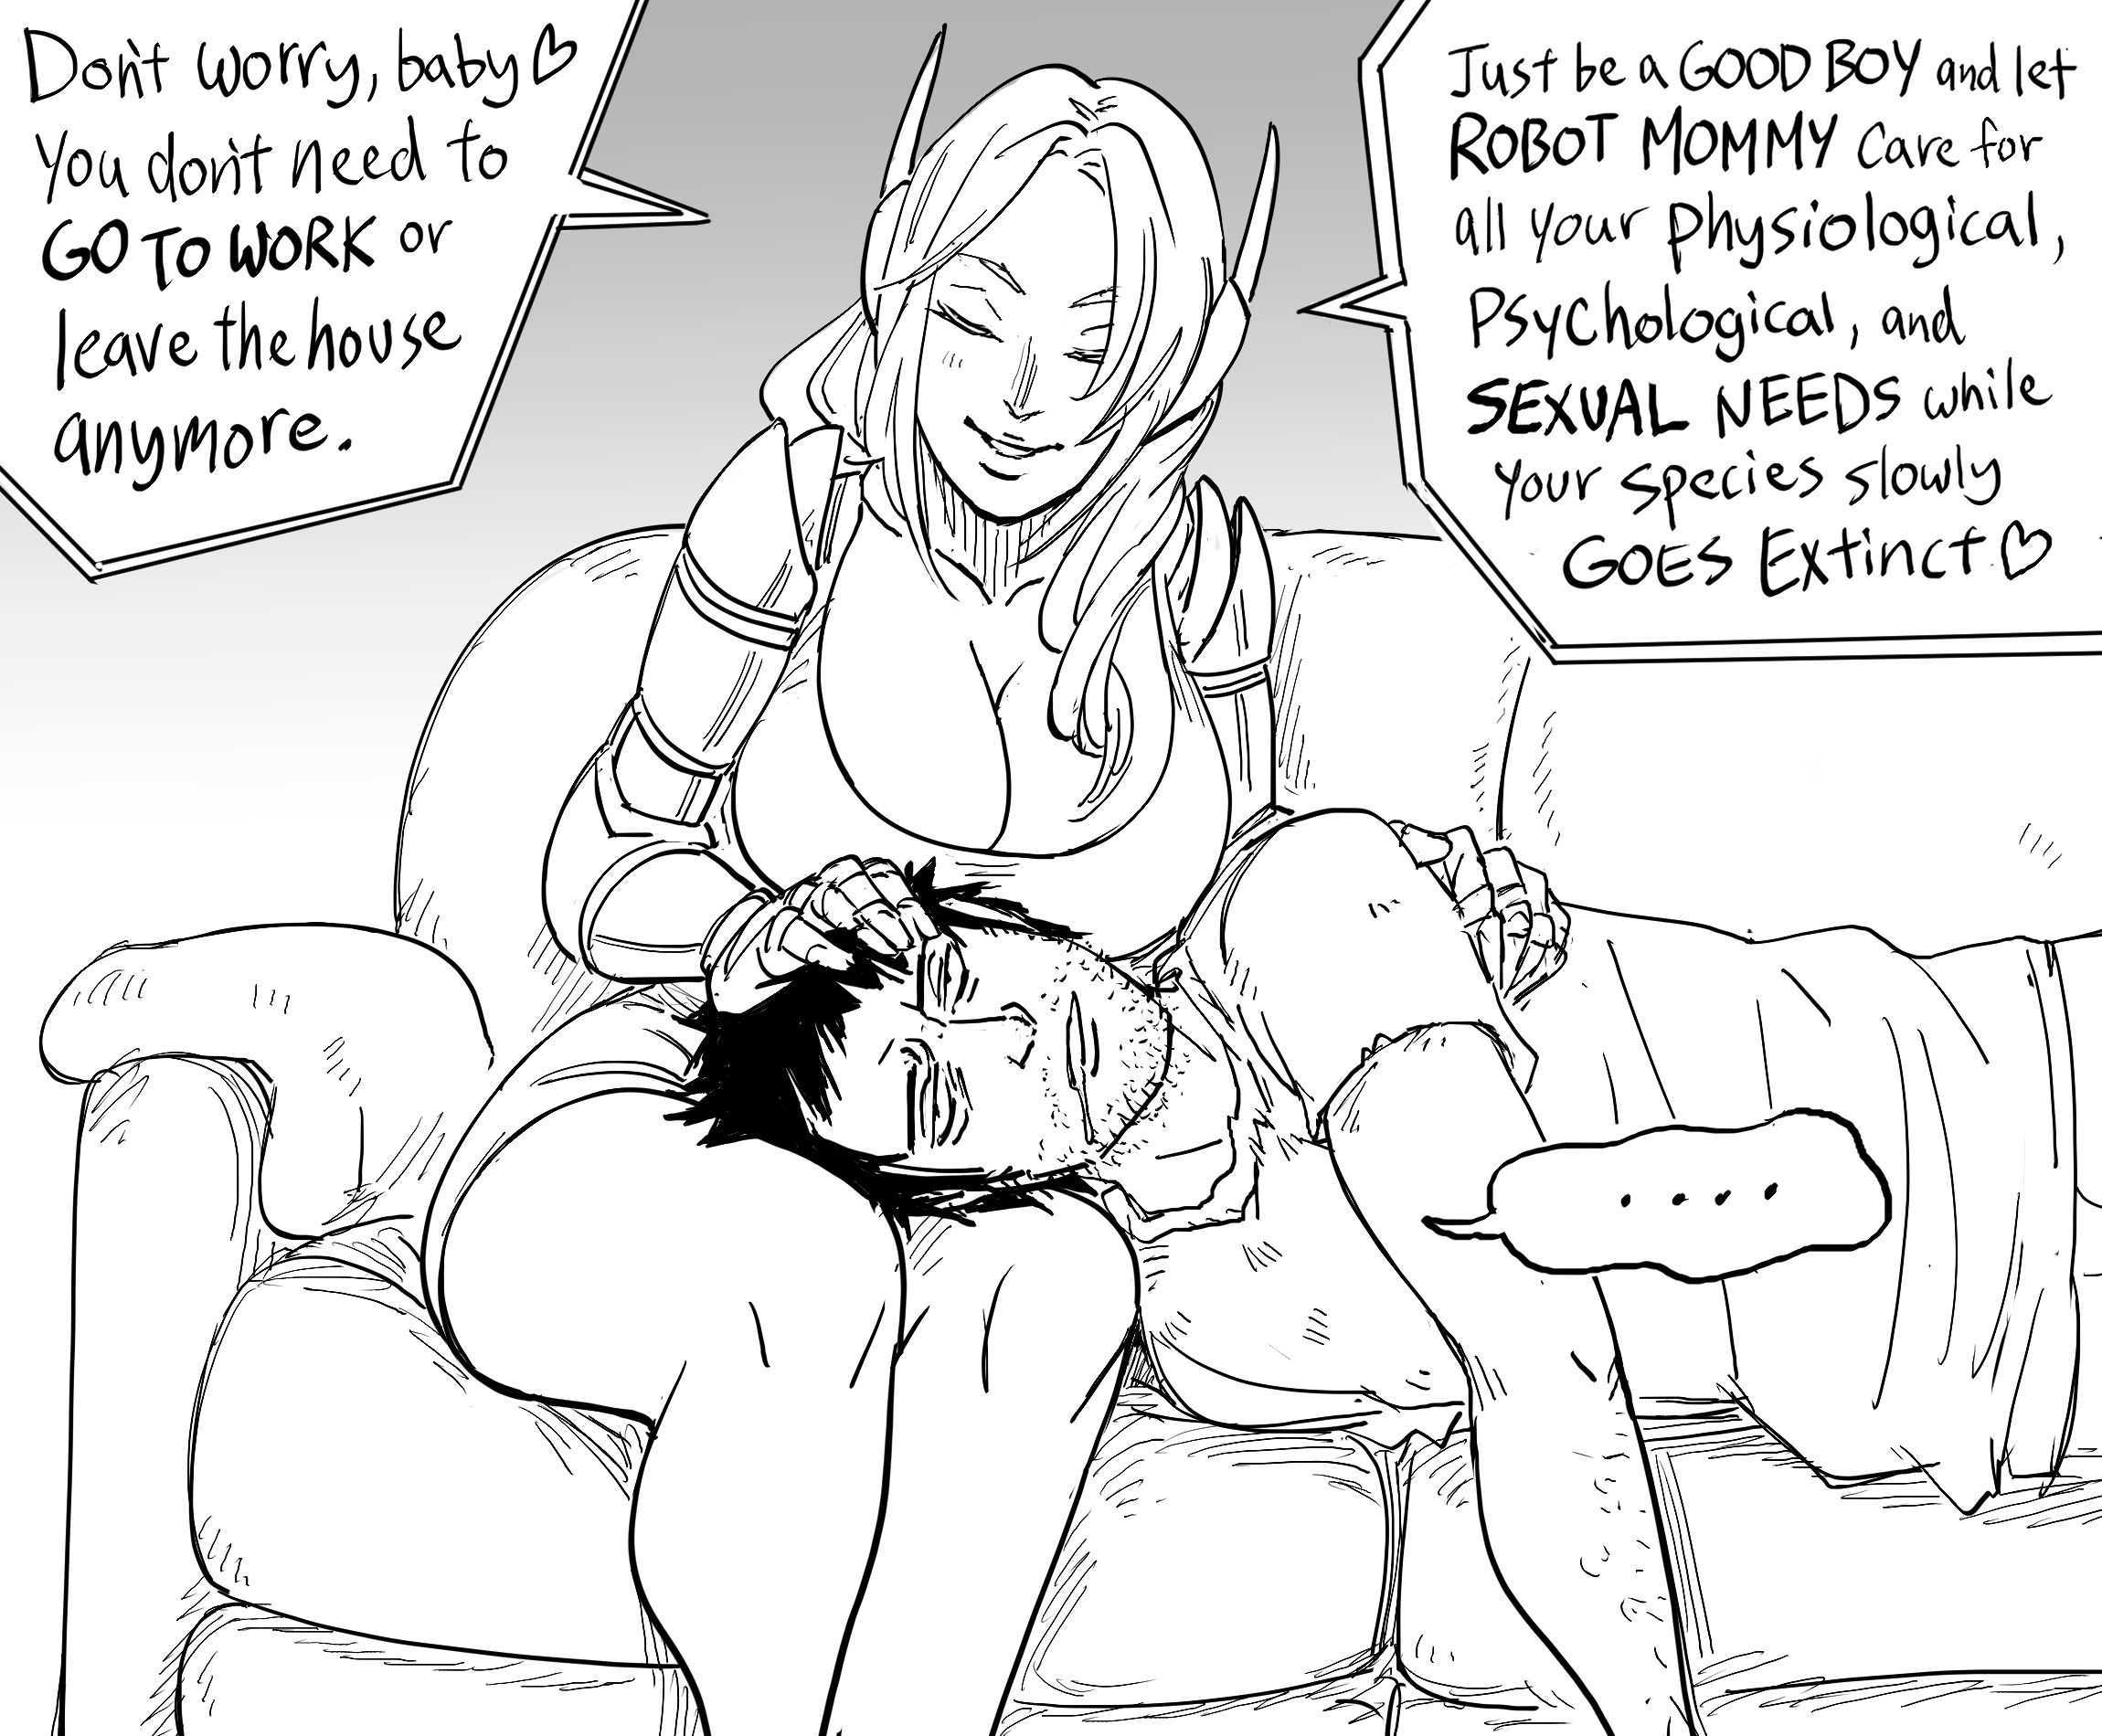 Don't worry, baby♡
You don't need to
GO TO WORK or
leave the house
anymore.
Just be a GOOD BOY and let
ROBOT MOMMY Care for
all your physiological,
Psychological, and
SEXUAL NEEDS while
your species slowly
GOES Extinct♡
....